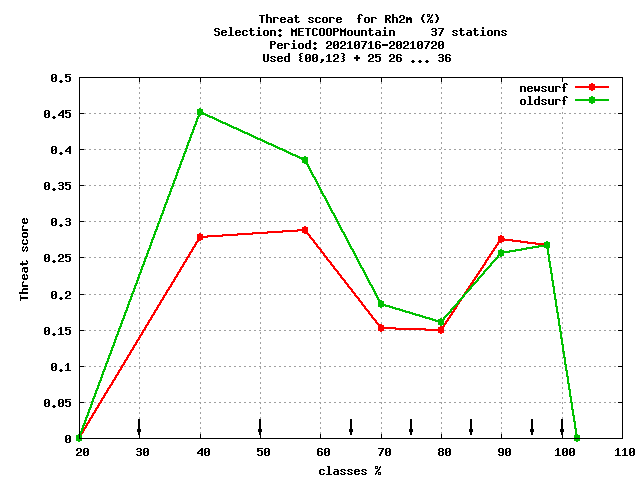 Threat score  for Rh2m (%)
Selection: METCOOPMountain     37 stations
Period: 20210716-20210720
Used {00,12} + 25 26 ... 36
newsurf
oldsurf
0.5
0.45
0.4
0.35
0.3
0.25
0.2
0.15
0.1
0.05
0
Threat score
20 30 40 50 60 70 80 90 100 110
classes %